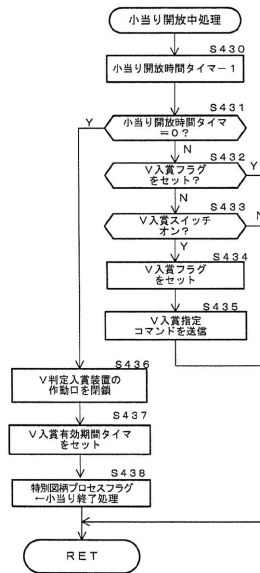 小当り開放中処理
S430
小当り開放時間タイマ－1
S431
小当り開放時間タイマ
＝0？
Y
N
S432
V入賞フラグ
をセット？
Y
N
S433
V入賞スイッチ
オン？
N
Y
S434
V入賞フラグ
をセット
S435
V入賞指定
コマンドを送信
S436
V判定入賞装置の
作動口を閉鎖
S437
V入賞有効期間タイマ
をセット
S438
特別図柄プロセスフラグ
←小当り終了処理
RET